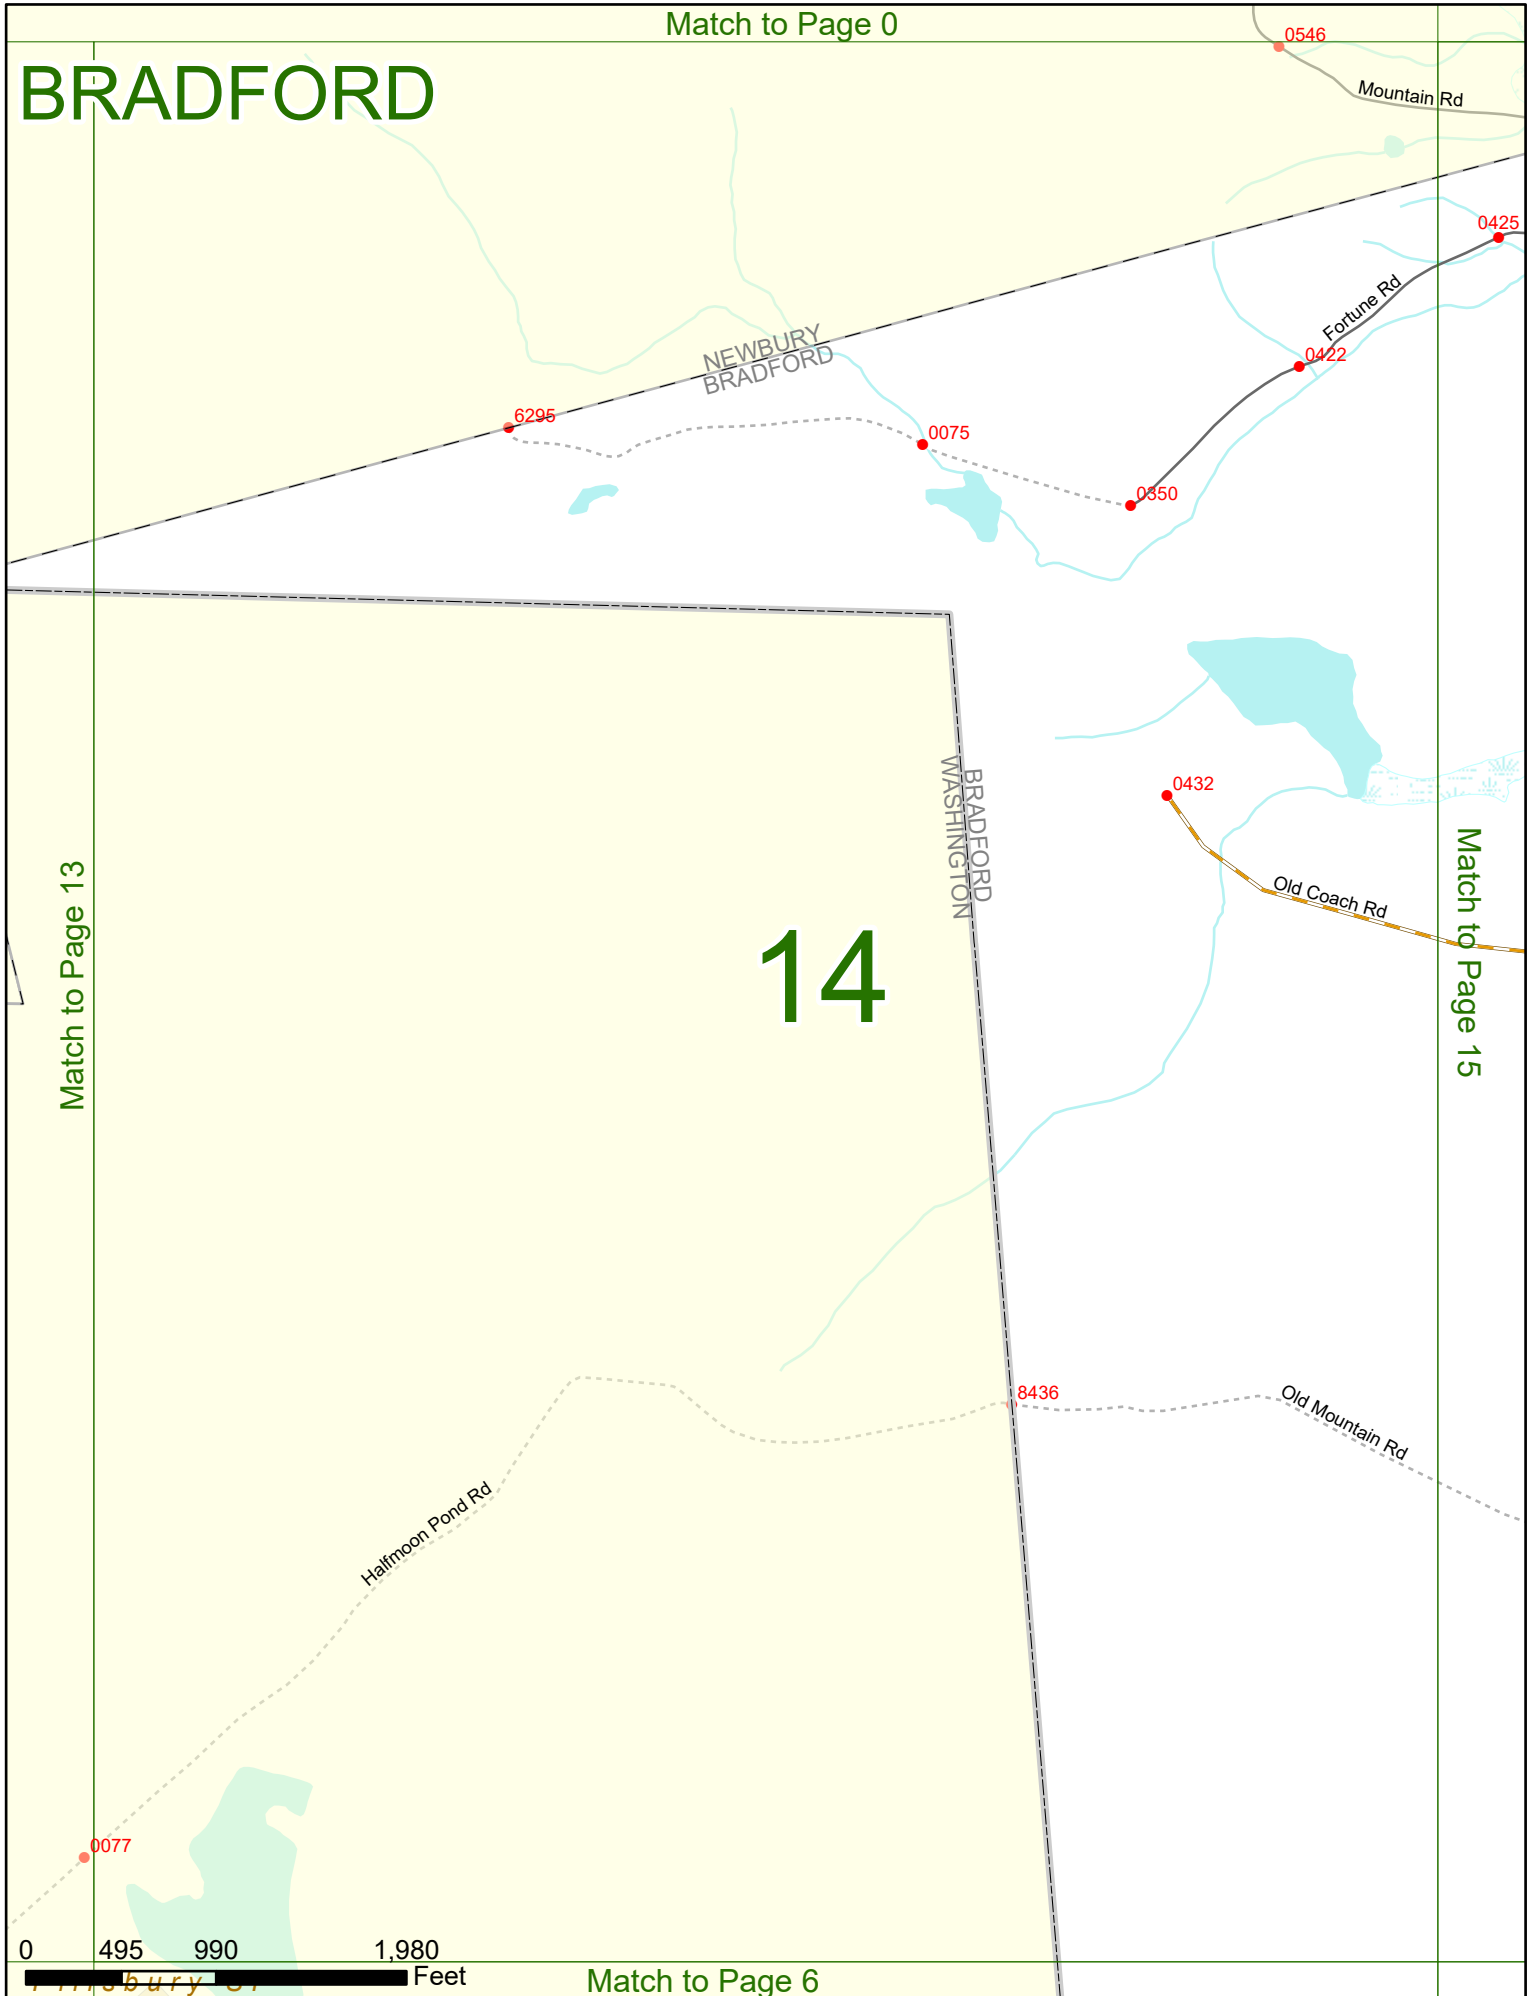 Match to Page 0
0546
BRADFORD
Mountain Rd
0425
Fortune Rd
NEWBURY
BRADFORD
0422
6295
0075
0350
BRADFORD
WASHINGTON
0432
Old Coach Rd
Match to Page 13
14
Match to Page 15
8436
Old Mountain Rd
Halfmoon Pond Rd
0077
0 495 990 1,980
Feet
Match to Page 6